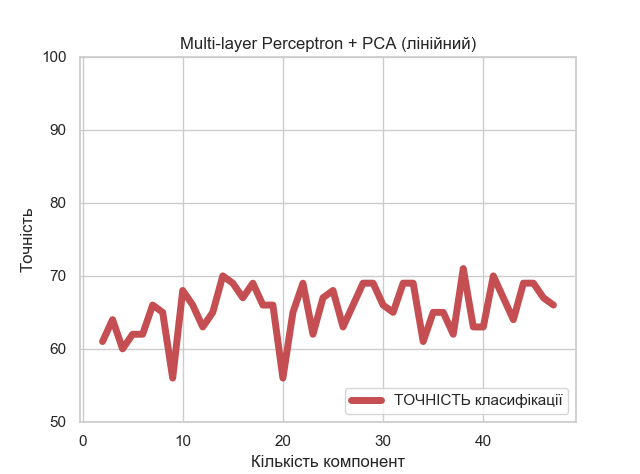 Multi-layer Perceptron + PCA (лінійний)
100
90
80
70
60
50
Точність
0
10
20
30
40
Кількість компонент
ТОЧНІСТЬ класифікації